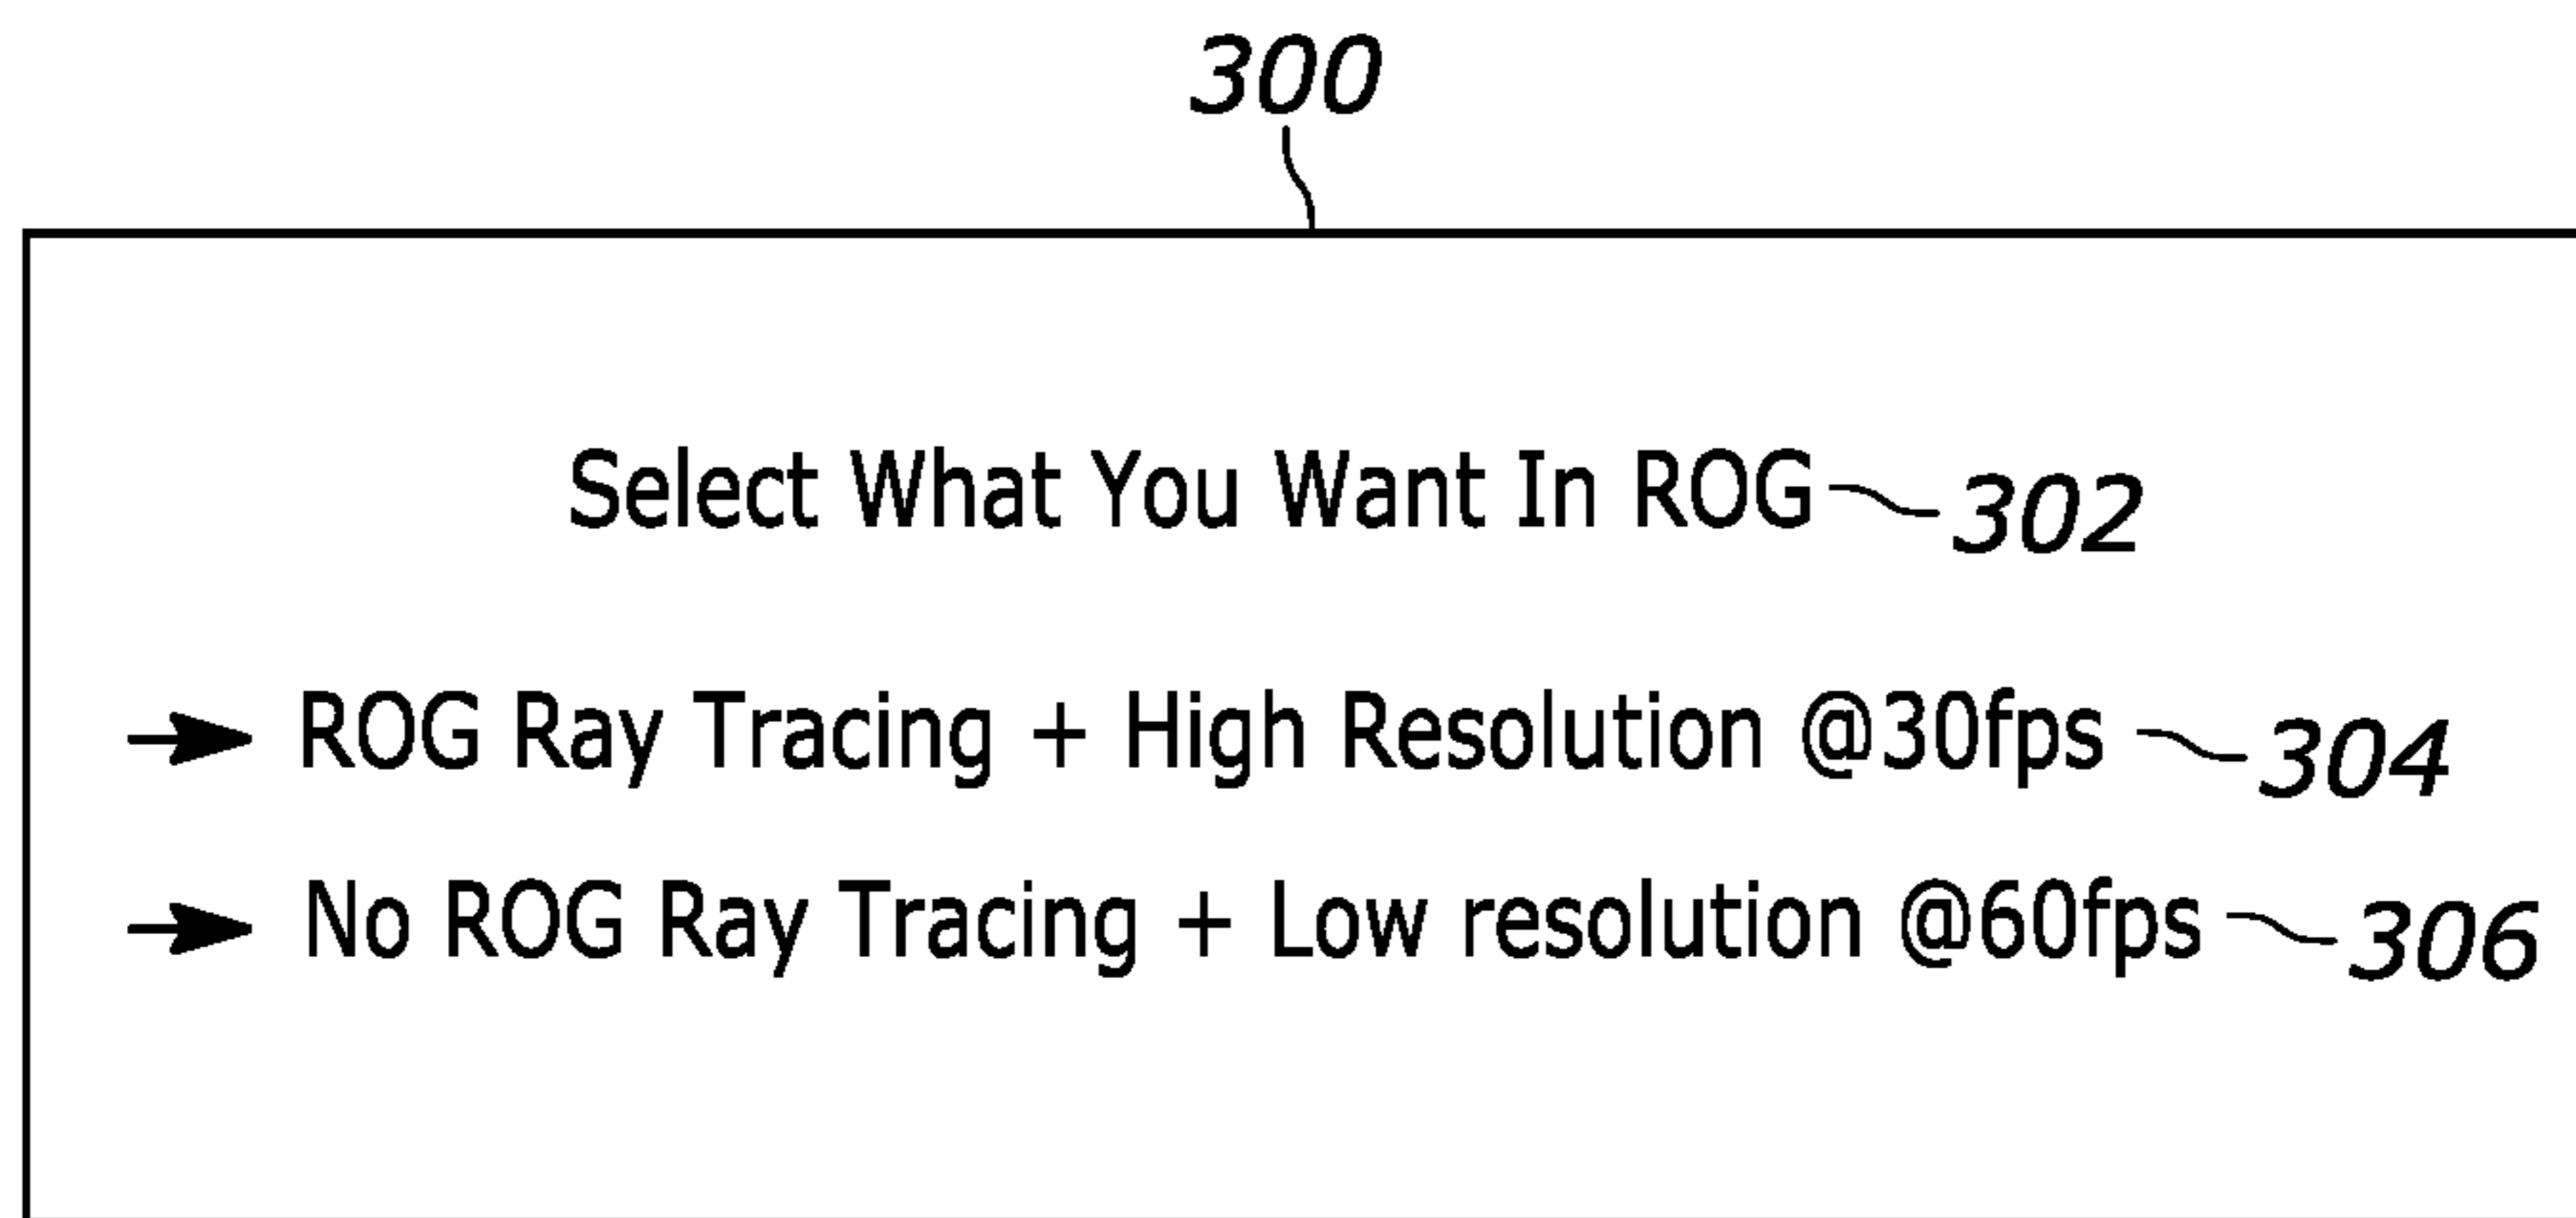 300
Select What You Want In ROG 302
ROG Ray Tracing + High Resolution @30fps 304
No ROG Ray Tracing + Low resolution @60fps 306